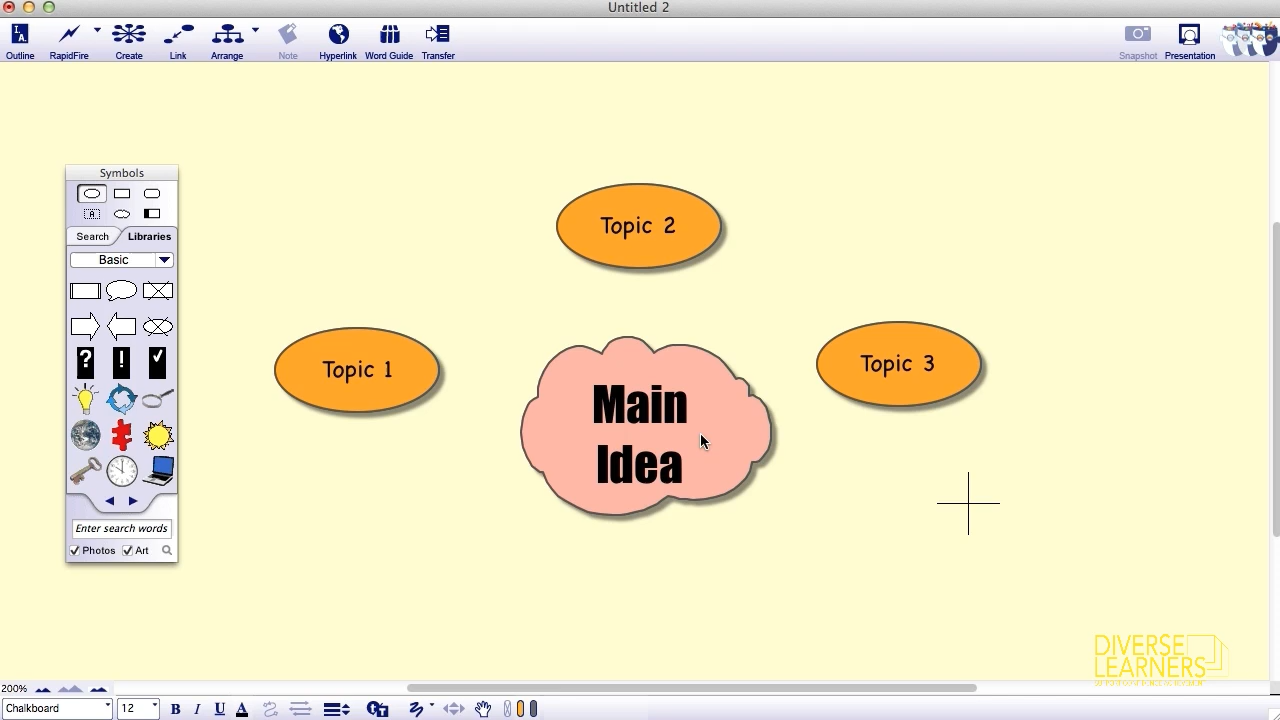 Untitled 2
Outline RapidFire Create Link Arrange Note Hyperlink Word Guide Transfer Snapshot Presentation
Symbols
A
Search Libraries
Basic
?
!
Enter search words
Photos Art
Topic 2
Topic 1
Topic 3
Main
Idea
DIVERSE
LEARNERS
200%
Chalkboard 12 B I U A